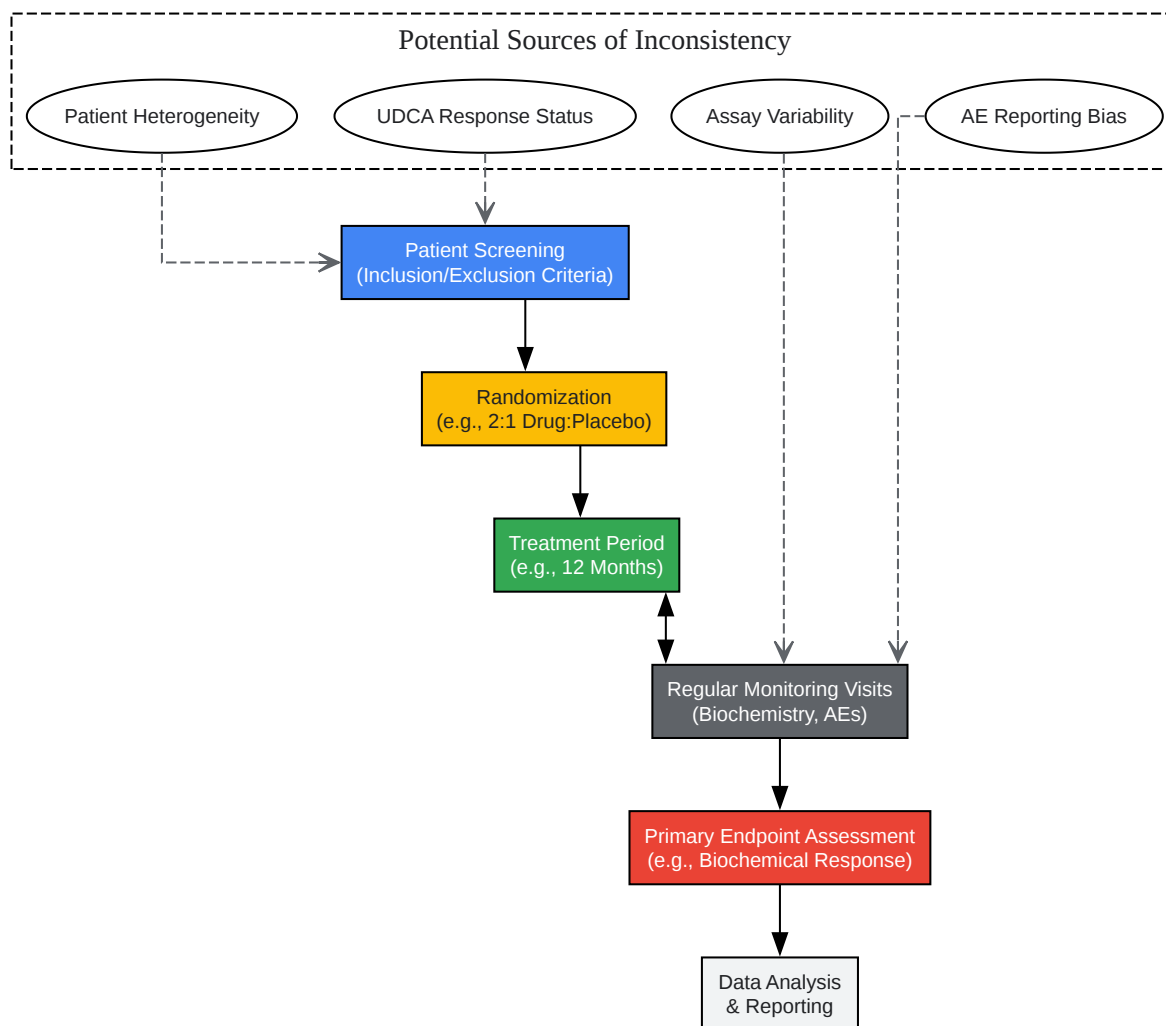 Potential Sources of Inconsistency
Patient Heterogeneity
UDCA Response Status
Assay Variability
AE Reporting Bias
Patient Screening
(Inclusion/Exclusion Criteria)
Randomization
(e.g., 2:1 Drug:Placebo)
Treatment Period
(e.g., 12 Months)
Regular Monitoring Visits
(Biochemistry, AEs)
Primary Endpoint Assessment
(e.g., Biochemical Response)
Data Analysis
& Reporting